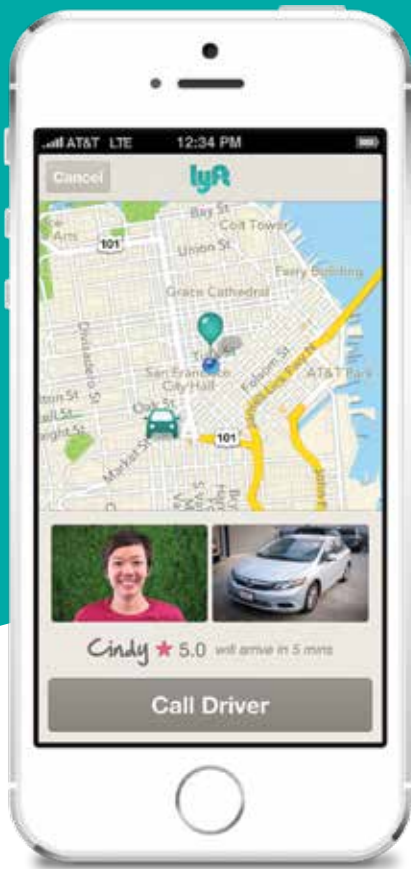 AT&T LTE 12:34 PM
Cancel lyft
Bay St
Arts Coit Tower
101 Union St
Ferry Building
Grace Cathedral
Divisadero St
San Francisco
City Hall
Folsom St
AT&T Park
Oak St
101
Market St
Cindy ★ 5.0 will arrive in 5 mins
Call Driver